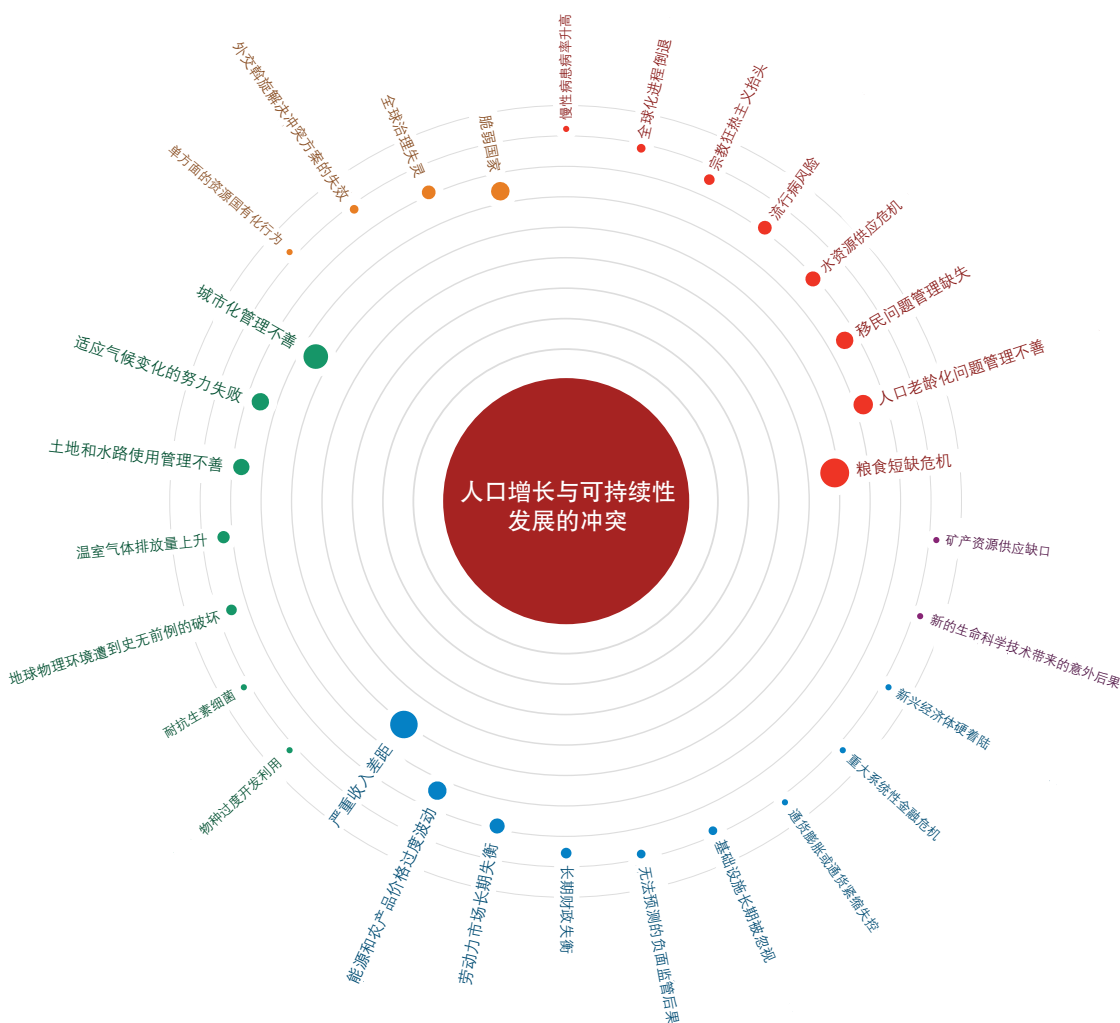 人口增长与可持续性
发展的冲突
慢性病患病率升高
全球化进程倒退
宗教狂热主义抬头
流行病风险
水资源供应危机
移民问题管理缺失
人口老龄化问题管理不善
粮食短缺危机
矿产资源供应缺口
新的生命科学技术带来的意外后果
新兴经济体硬着陆
重大系统性金融危机
通货膨胀或通货紧缩失控
基础设施长期被忽视
无法预测的负面监管后果
长期财政失衡
劳动力市场长期失衡
能源和农产品价格过度波动
严重收入差距
物种过度开发利用
耐抗生素细菌
地球物理环境遭到史无前例的破坏
温室气体排放量上升
土地和水路使用管理不善
适应气候变化的努力失败
城市化管理不善
单方面的资源国有化行为
外交斡旋解决冲突方案的失效
全球治理失灵
脆弱国家